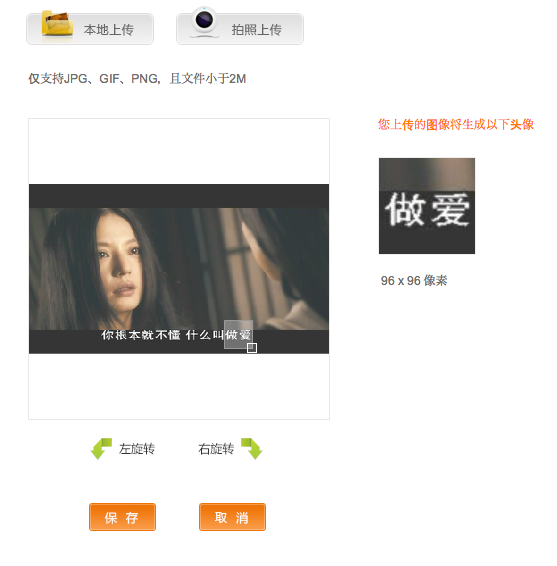 本地上传
拍照上传
仅支持JPG、GIF、PNG，且文件小于2M
您上传的图像将生成以下头像
做爱
96 x 96 像素
你根本就不懂 什么叫做爱
左旋转
右旋转
保 存
取 消